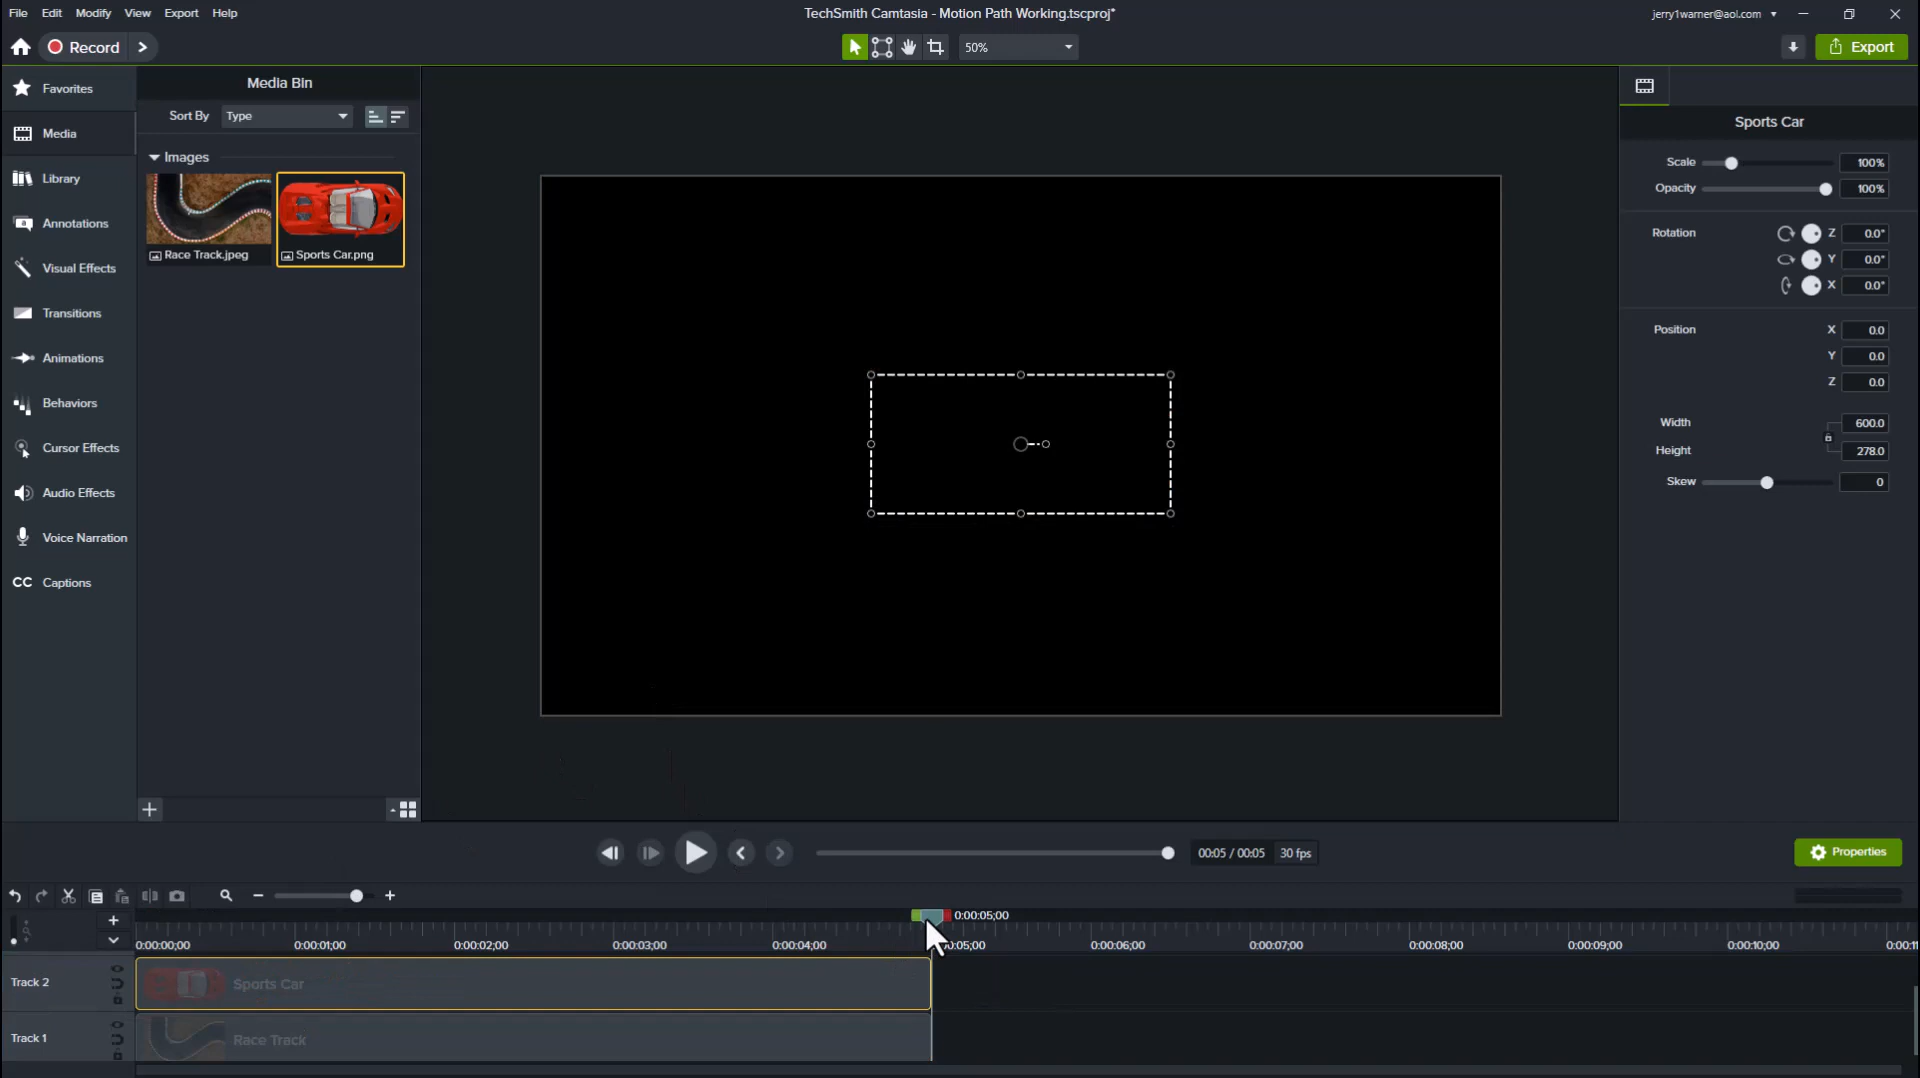 File Edit Modify View Export Help
TechSmith Camtasia - Motion Path Working.tscproj*
jerry1warner@aol.com
Record
50%
Export
Favorites
Media
Library
Annotations
Visual Effects
Transitions
Animations
Behaviors
Cursor Effects
Audio Effects
Voice Narration
CC Captions
Media Bin
Sort By Type
Images
Race Track.jpeg
Sports Car.png
Sports Car
Scale 100%
Opacity 100%
Rotation Z 0.0°
Y 0.0°
X 0.0°
Position X 0.0
Y 0.0
Z 0.0
Width 600.0
Height 278.0
Skew 0
00:05 / 00:05 30 fps
Properties
0:00:05;00
0:00:00;00 0:00:01;00 0:00:02;00 0:00:03;00 0:00:04;00 0:00:06;00 0:00:07;00 0:00:08;00 0:00:09;00 0:00:10;00
Track 2 Sports Car
Track 1 Race Track